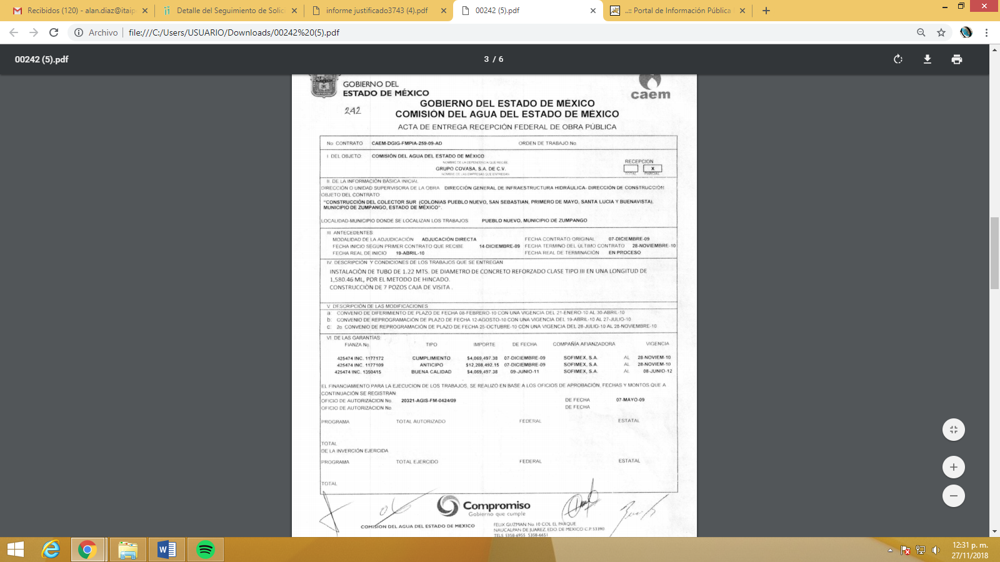 Recibidos (120) - alan.diaz@itaip
Detalle del Seguimiento de Solic
informe justificado3743 (4).pdf
00242 (5).pdf
..:: Portal de Información Pública
Archivo
file:///C:/Users/USUARIO/Downloads/00242%20(5).pdf
00242 (5).pdf
3 / 6
GOBIERNO DEL
ESTADO DE MÉXICO
caem
242
GOBIERNO DEL ESTADO DE MÉXICO
COMISIÓN DEL AGUA DEL ESTADO DE MÉXICO
ACTA DE ENTREGA RECEPCIÓN FEDERAL DE OBRA PÚBLICA
No. CONTRATO CAEM-DGIG-FMPIA-259-09-AD ORDEN DE TRABAJO No.
I DEL OBJETO: COMISIÓN DEL AGUA DEL ESTADO DE MÉXICO
NOMBRE DE LA DEPENDENCIA QUE RECIBE
RECEPCION
GRUPO COVASA, S.A. DE C.V. X
NOMBRE DE LAS EMPRESAS QUE ENTREGAN TOTAL PARCIAL
II. DE LA INFORMACIÓN BÁSICA INICIAL
DIRECCIÓN O UNIDAD SUPERVISORA DE LA OBRA DIRECCIÓN GENERAL DE INFRAESTRUCTURA HIDRÁULICA- DIRECCIÓN DE CONSTRUCCIÓN.
OBJETO DEL CONTRATO
"CONSTRUCCIÓN DEL COLECTOR SUR (COLONIAS PUEBLO NUEVO, SAN SEBASTIAN, PRIMERO DE MAYO, SANTA LUCIA Y BUENAVISTA),
MUNICIPIO DE ZUMPANGO, ESTADO DE MÉXICO".
LOCALIDAD-MUNICIPIO DONDE SE LOCALIZAN LOS TRABAJOS PUEBLO NUEVO, MUNICIPIO DE ZUMPANGO
III. ANTECEDENTES
MODALIDAD DE LA ADJUDICACIÓN ADJUCACIÓN DIRECTA FECHA CONTRATO ORIGINAL 07-DICIEMBRE-09
FECHA INICIO SEGÚN PRIMER CONTRATO QUE RECIBE 14-DICIEMBRE-09 FECHA TERMINO DEL ÚLTIMO CONTRATO 28-NOVIEMBRE-10
FECHA REAL DE INICIO 19-ABRIL-10 FECHA REAL DE TERMINACIÓN EN PROCESO
IV. DESCRIPCIÓN Y CONDICIONES DE LOS TRABAJOS QUE SE ENTREGAN
INSTALACIÓN DE TUBO DE 1.22 MTS. DE DIAMETRO DE CONCRETO REFORZADO CLASE TIPO III EN UNA LONGITUD DE
1,580.46 ML, POR EL METODO DE HINCADO.
CONSTRUCCIÓN DE 7 POZOS CAJA DE VISITA .
V. DESCRIPCIÓN DE LAS MODIFICACIONES
a: CONVENIO DE DIFERIMIENTO DE PLAZO DE FECHA 08-FEBRERO-10 CON UNA VIGENCIA DEL 21-ENERO 10 AL 30-ABRIL-10
b: CONVENIO DE REPROGRAMACIÓN DE PLAZO DE FECHA 12-AGOSTO-10 CON UNA VIGENCIA DEL 19-ABRIL-10 AL 27-JULIO-10
c: 2o. CONVENIO DE REPROGRAMACIÓN DE PLAZO DE FECHA 25-OCTUBRE-10 CON UNA VIGENCIA DEL 28-JULIO-10 AL 28-NOVIEMBRE-10
VI. DE LAS GARANTÍAS:
FIANZA No. TIPO IMPORTE DE FECHA COMPAÑÍA AFIANZADORA VIGENCIA
425474 INC. 1177172 CUMPLIMIENTO $4,069,497.38 07-DICIEMBRE-09 SOFIMEX, S.A. AL 28-NOVIEM-10
425474 INC. 1177109 ANTICIPO $12,208,492.15 07-DICIEMBRE-09 SOFIMEX, S.A. AL 28-NOVIEM-10
425474 INC. 1350415 BUENA CALIDAD $4,069,497.38 09-JUNIO-11 SOFIMEX, S.A. AL 08-JUNIO-12
EL FINANCIAMIENTO PARA LA EJECUCION DE LOS TRABAJOS, SE REALIZO EN BASE A LOS OFICIOS DE APROBACIÓN, FECHAS Y MONTOS QUE A
CONTINUACIÓN SE REGISTRAN
OFICIO DE AUTORIZACION No. 20321-AGIS-FM-0424/09 DE FECHA 07-MAYO-09
OFICIO DE AUTORIZACION No. DE FECHA
PROGRAMA TOTAL AUTORIZADO FEDERAL ESTATAL
TOTAL
DE LA INVERCIÓN EJERCIDA
PROGRAMA TOTAL EJERCIDO FEDERAL ESTATAL
TOTAL
Compromiso
Gobierno que cumple
COMISION DEL AGUA DEL ESTADO DE MEXICO
FELIX GUZMAN No 10 COL EL PARQUE
NAUCALPAN DE JUAREZ, EDO DE MEXICO C.P. 53390
TELS 5358-6955 5358-6651
12:31 p. m.
27/11/2018